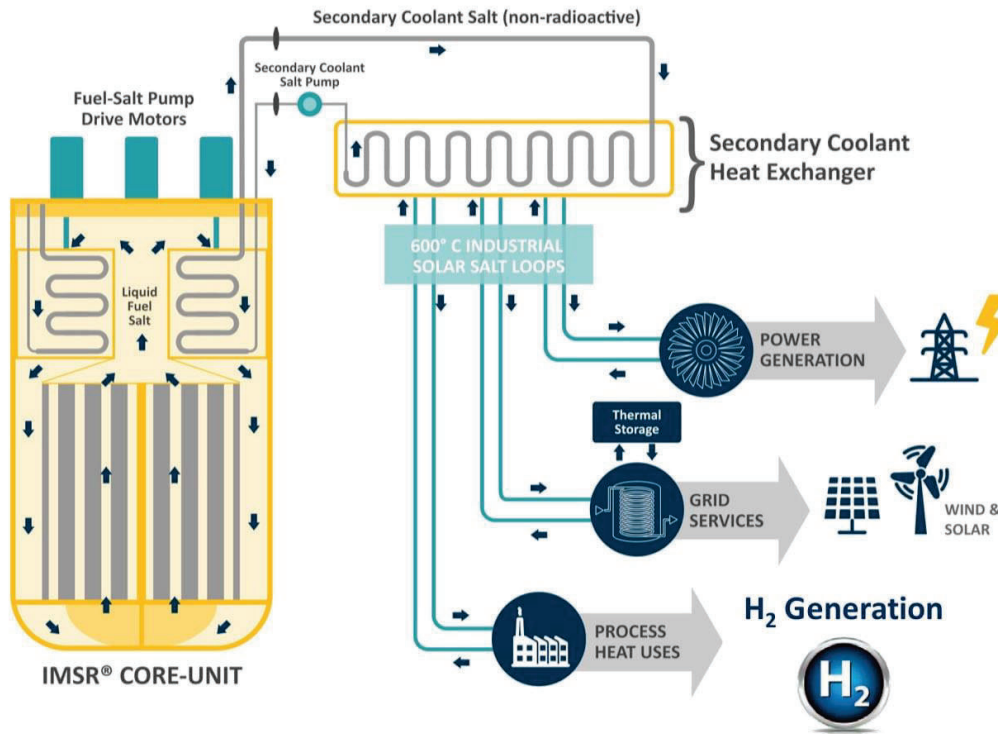 Secondary Coolant Salt (non-radioactive)
Secondary Coolant
Salt Pump
Fuel-Salt Pump
Drive Motors
Secondary Coolant
Heat Exchanger
600° C INDUSTRIAL
SOLAR SALT LOOPS
Liquid
Fuel
Salt
POWER
GENERATION
Thermal
Storage
GRID
SERVICES
WIND &
SOLAR
H₂ Generation
PROCESS
HEAT USES
H₂
IMSR® CORE-UNIT